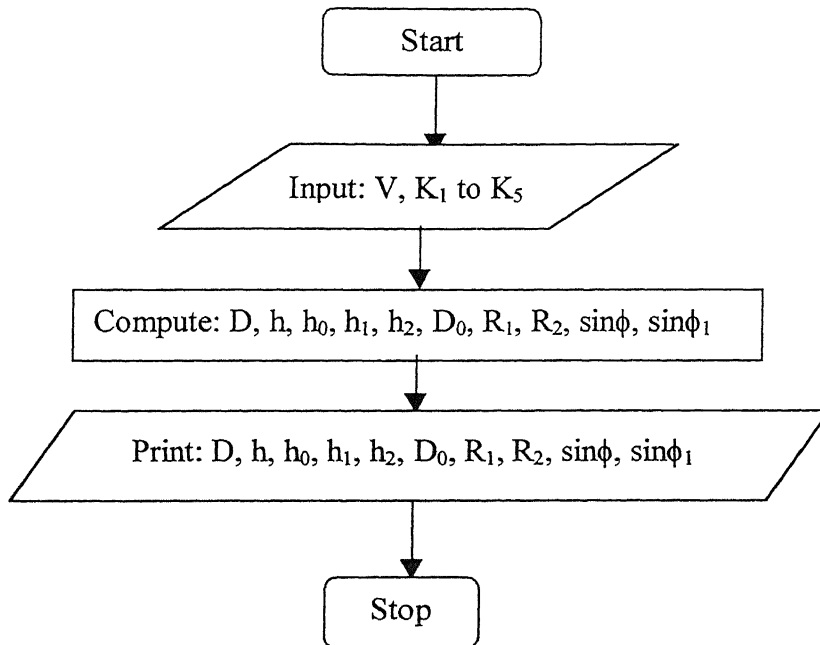 Start
Input: V, K₁ to K₅
Compute: D, h, h₀, h₁, h₂, D₀, R₁, R₂, sinϕ, sinϕ₁
Print: D, h, h₀, h₁, h₂, D₀, R₁, R₂, sinϕ, sinϕ₁
Stop